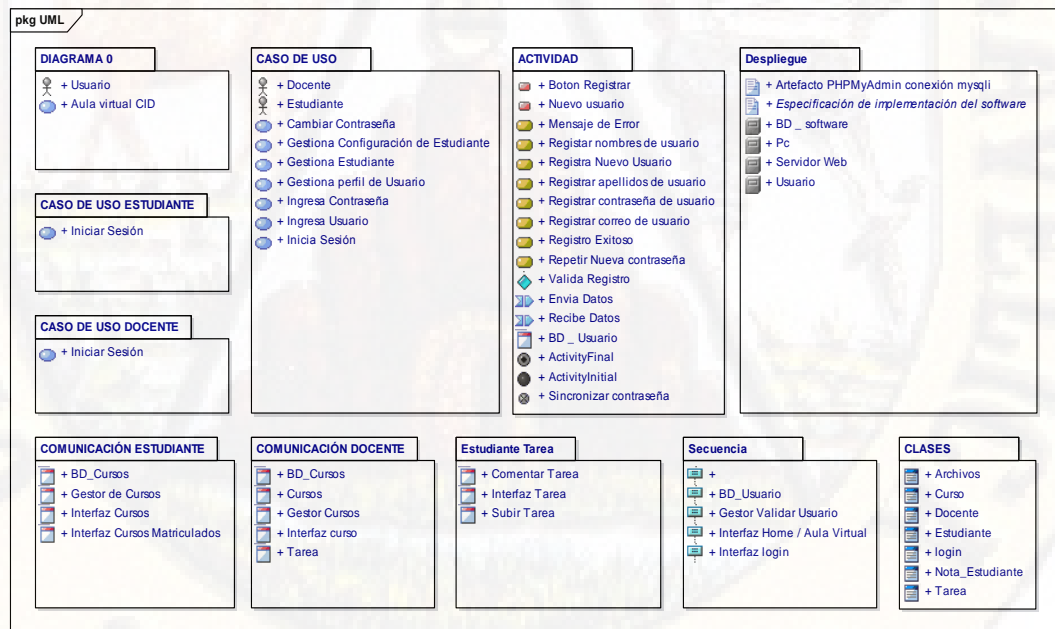 pkg UML
DIAGRAMA 0
+ Usuario
+ Aula virtual CID
CASO DE USO ESTUDIANTE
+ Iniciar Sesión
CASO DE USO DOCENTE
+ Iniciar Sesión
CASO DE USO
+ Docente
+ Estudiante
+ Cambiar Contraseña
+ Gestiona Configuración de Estudiante
+ Gestiona Estudiante
+ Gestiona perfil de Usuario
+ Ingresa Contraseña
+ Ingresa Usuario
+ Inicia Sesión
ACTIVIDAD
+ Boton Registrar
+ Nuevo usuario
+ Mensaje de Error
+ Registar nombres de usuario
+ Registra Nuevo Usuario
+ Registrar apellidos de usuario
+ Registrar contraseña de usuario
+ Registrar correo de usuario
+ Registro Exitoso
+ Repetir Nueva contraseña
+ Valida Registro
+ Envia Datos
+ Recibe Datos
+ BD _ Usuario
+ ActivityFinal
+ ActivityInitial
+ Sincronizar contraseña
Despliegue
+ Artefacto PHPMyAdmin conexión mysqli
+ Especificación de implementación del software
+ BD _ software
+ Pc
+ Servidor Web
+ Usuario
COMUNICACIÓN ESTUDIANTE
+ BD_Cursos
+ Gestor de Cursos
+ Interfaz Cursos
+ Interfaz Cursos Matriculados
COMUNICACIÓN DOCENTE
+ BD_Cursos
+ Cursos
+ Gestor Cursos
+ Interfaz curso
+ Tarea
Estudiante Tarea
+ Comentar Tarea
+ Interfaz Tarea
+ Subir Tarea
Secuencia
+
+ BD_Usuario
+ Gestor Validar Usuario
+ Interfaz Home / Aula Virtual
+ Interfaz login
CLASES
+ Archivos
+ Curso
+ Docente
+ Estudiante
+ login
+ Nota_Estudiante
+ Tarea